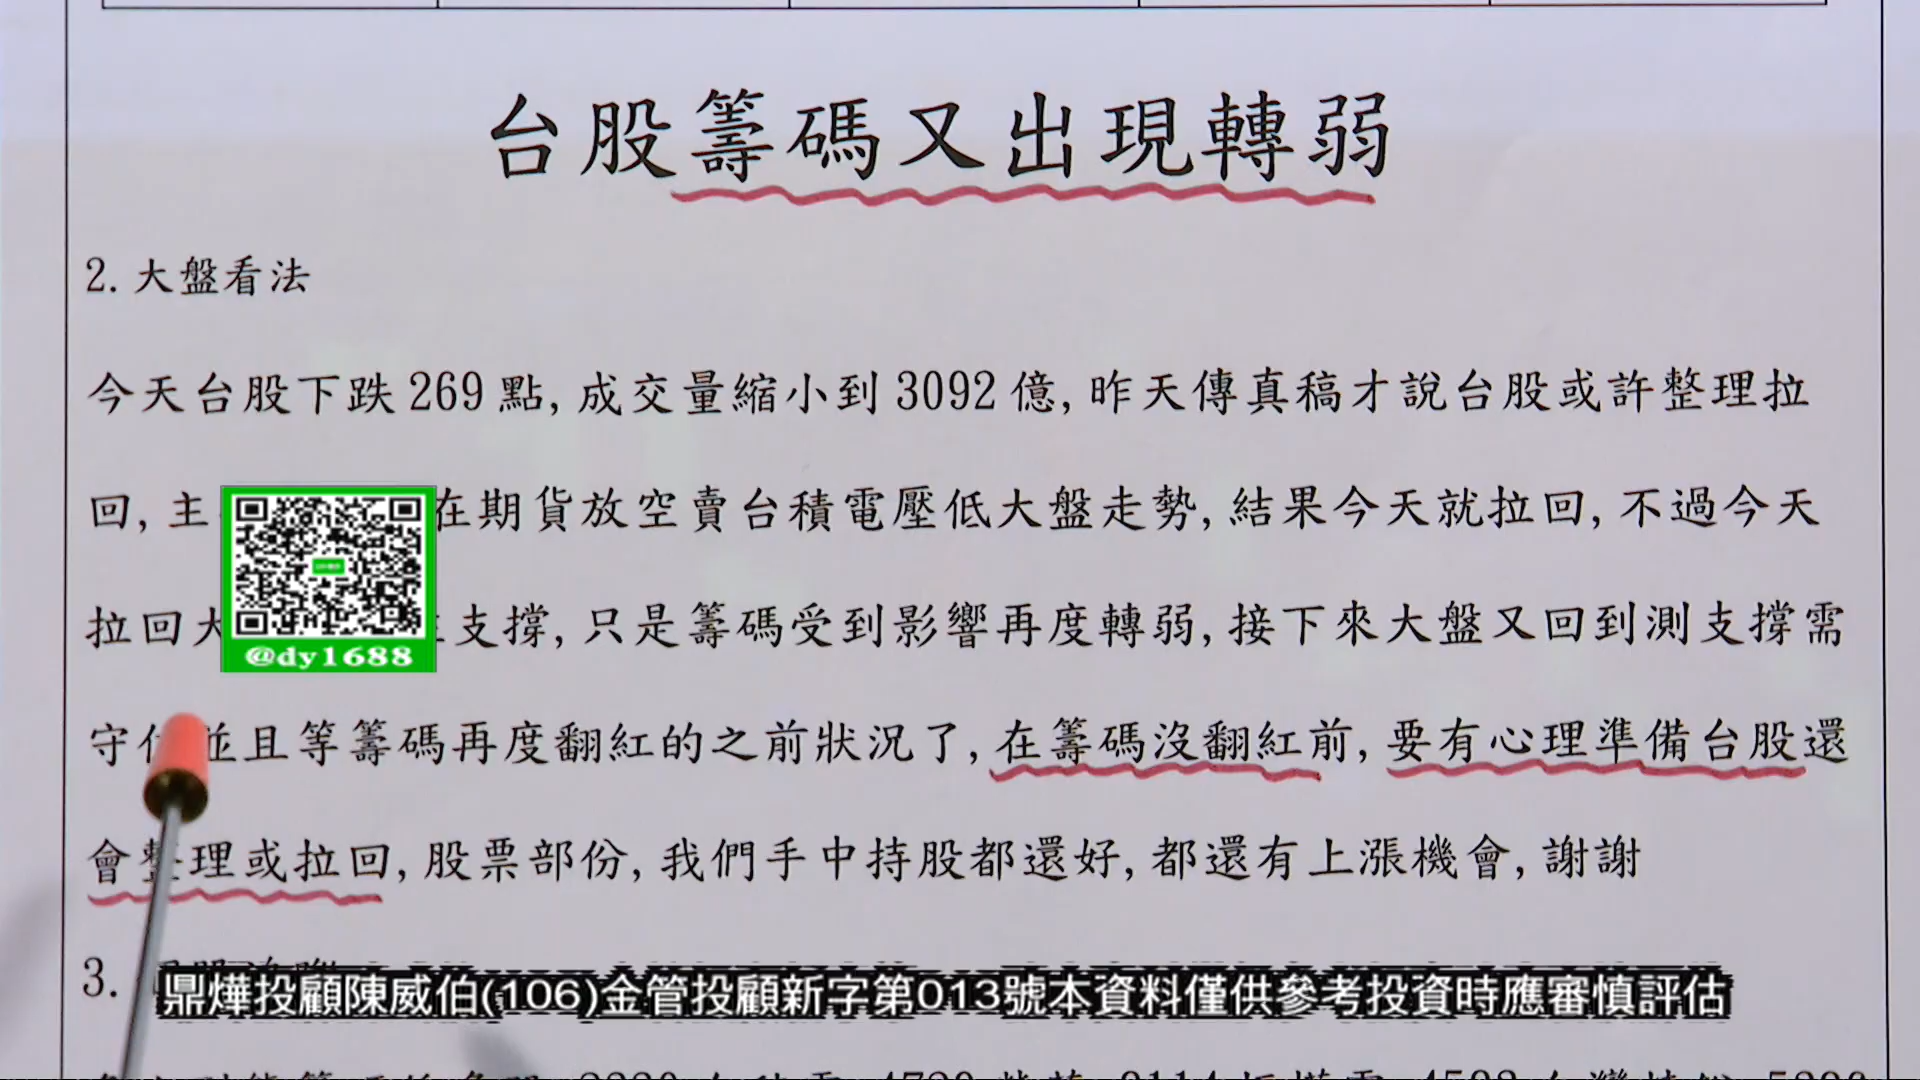 台股籌碼又出現轉弱
2. 大盤看法
今天台股下跌 269 點, 成交量縮小到 3092 億, 昨天傳真稿才說台股或許整理拉
回, 主 在期貨放空賣台積電壓低大盤走勢, 結果今天就拉回, 不過今天
拉回大 支撐, 只是籌碼受到影響再度轉弱, 接下來大盤又回到測支撐需
@dy1688
守住並且等籌碼再度翻紅的之前狀況了, 在籌碼沒翻紅前, 要有心理準備台股還
會整理或拉回, 股票部份, 我們手中持股都還好, 都還有上漲機會, 謝謝
3.
鼎燁投顧陳威伯(106)金管投顧新字第013號本資料僅供參考投資時應審慎評估